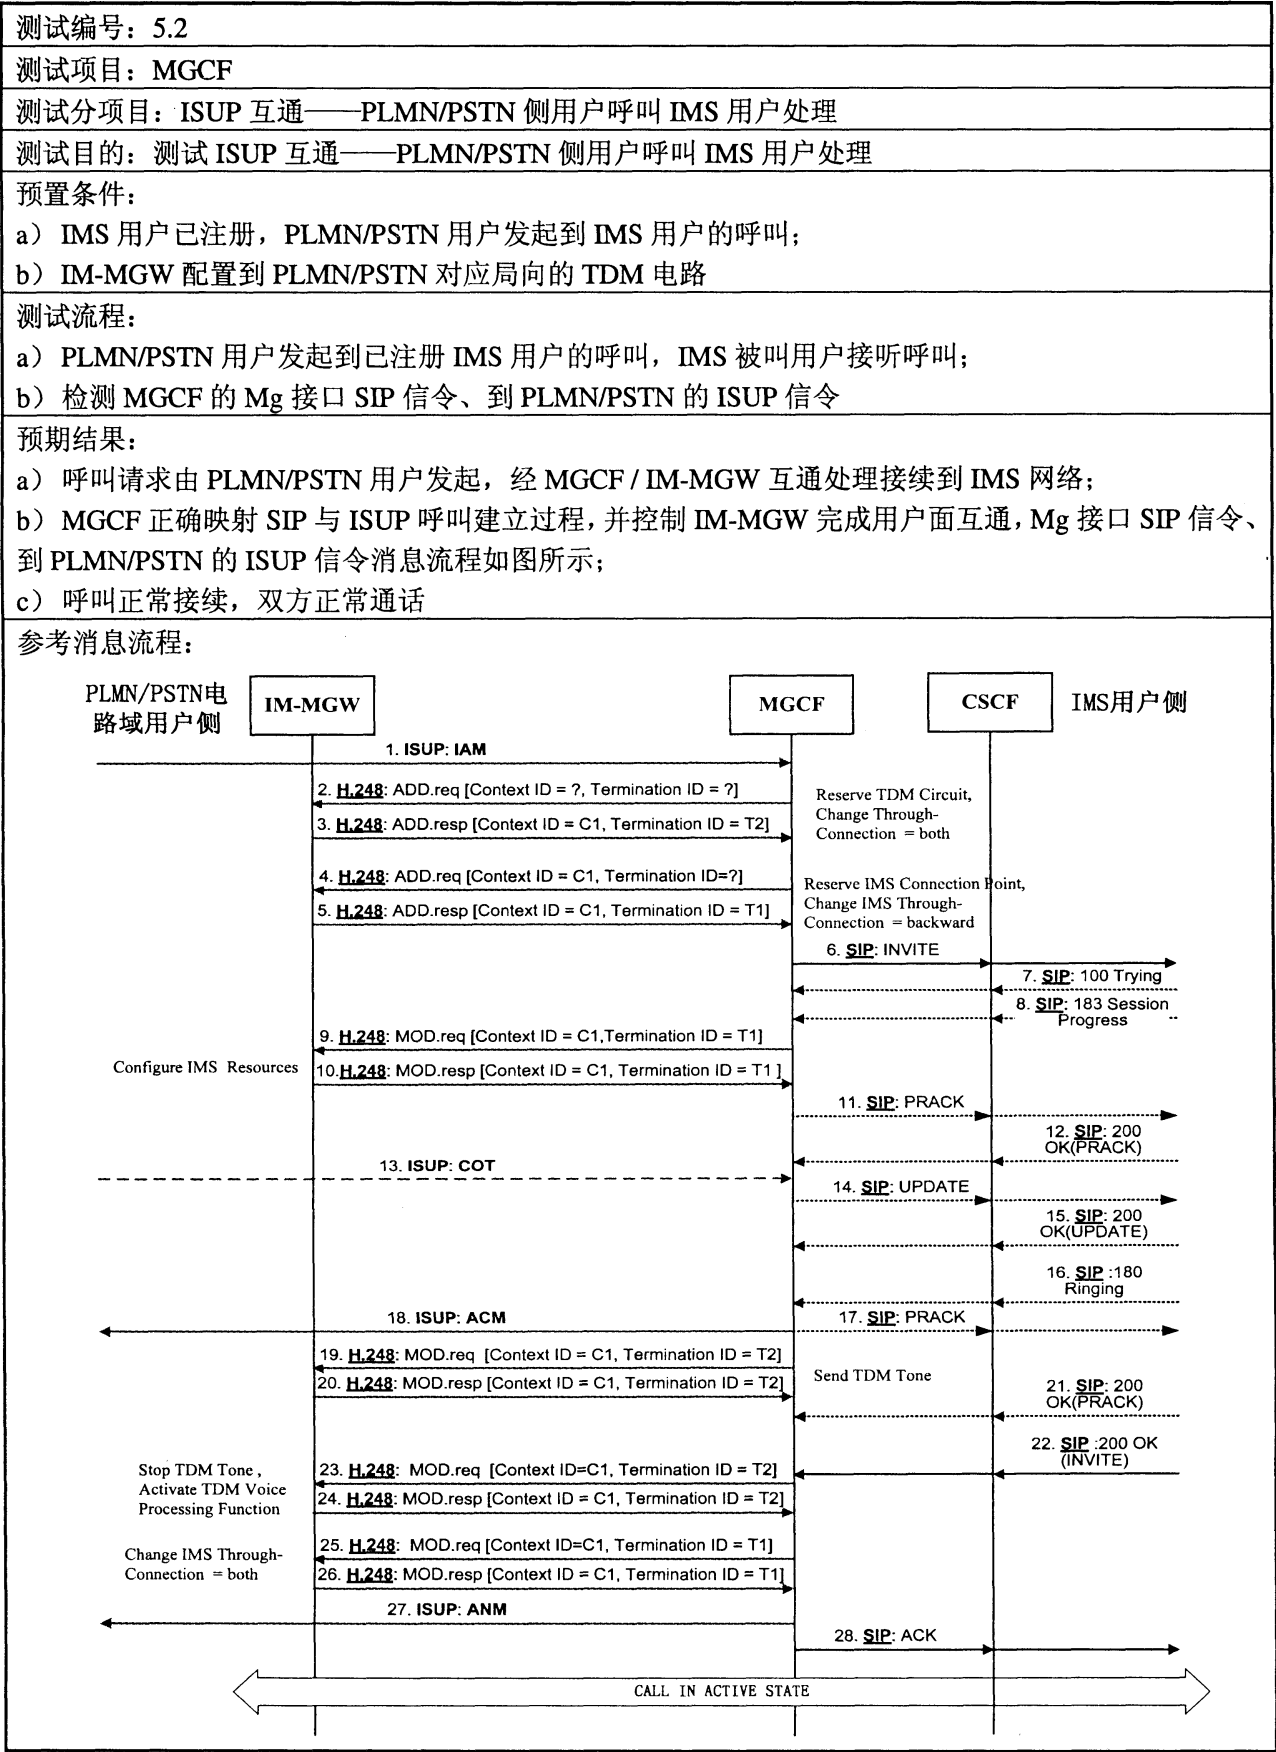 测试编号：5.2
测试项目：MGCF
测试分项目：ISUP 互通——PLMN/PSTN 侧用户呼叫 IMS 用户处理
测试目的：测试 ISUP 互通——PLMN/PSTN 侧用户呼叫 IMS 用户处理
预置条件：
a） IMS 用户已注册，PLMN/PSTN 用户发起到 IMS 用户的呼叫；
b） IM-MGW 配置到 PLMN/PSTN 对应局向的 TDM 电路
测试流程：
a） PLMN/PSTN 用户发起到已注册 IMS 用户的呼叫，IMS 被叫用户接听呼叫；
b） 检测 MGCF 的 Mg 接口 SIP 信令、到 PLMN/PSTN 的 ISUP 信令
预期结果：
a） 呼叫请求由 PLMN/PSTN 用户发起，经 MGCF / IM-MGW 互通处理接续到 IMS 网络；
b） MGCF 正确映射 SIP 与 ISUP 呼叫建立过程，并控制 IM-MGW 完成用户面互通，Mg 接口 SIP 信令、
到 PLMN/PSTN 的 ISUP 信令消息流程如图所示；
c） 呼叫正常接续，双方正常通话
参考消息流程：
PLMN/PSTN电
路域用户侧
IM-MGW
MGCF
CSCF
IMS用户侧
1. ISUP: IAM
2. H.248: ADD.req [Context ID = ?, Termination ID = ?]
Reserve TDM Circuit,
Change Through-
Connection = both
3. H.248: ADD.resp [Context ID = C1, Termination ID = T2]
4. H.248: ADD.req [Context ID = C1, Termination ID=?]
Reserve IMS Connection Point,
Change IMS Through-
Connection = backward
5. H.248: ADD.resp [Context ID = C1, Termination ID = T1]
6. SIP: INVITE
7. SIP: 100 Trying
8. SIP: 183 Session
Progress
9. H.248: MOD.req [Context ID = C1,Termination ID = T1]
Configure IMS Resources
10.H.248: MOD.resp [Context ID = C1, Termination ID = T1 ]
11. SIP: PRACK
12. SIP: 200
OK(PRACK)
13. ISUP: COT
14. SIP: UPDATE
15. SIP: 200
OK(UPDATE)
16. SIP :180
Ringing
18. ISUP: ACM
17. SIP: PRACK
19. H.248: MOD.req [Context ID = C1, Termination ID = T2]
Send TDM Tone
20. H.248: MOD.resp [Context ID = C1, Termination ID = T2]
21. SIP: 200
OK(PRACK)
22. SIP :200 OK
(INVITE)
Stop TDM Tone ,
Activate TDM Voice
Processing Function
23. H.248: MOD.req [Context ID=C1, Termination ID = T2]
24. H.248: MOD.resp [Context ID = C1, Termination ID = T2]
Change IMS Through-
Connection = both
25. H.248: MOD.req [Context ID=C1, Termination ID = T1]
26. H.248: MOD.resp [Context ID = C1, Termination ID = T1]
27. ISUP: ANM
28. SIP: ACK
CALL IN ACTIVE STATE